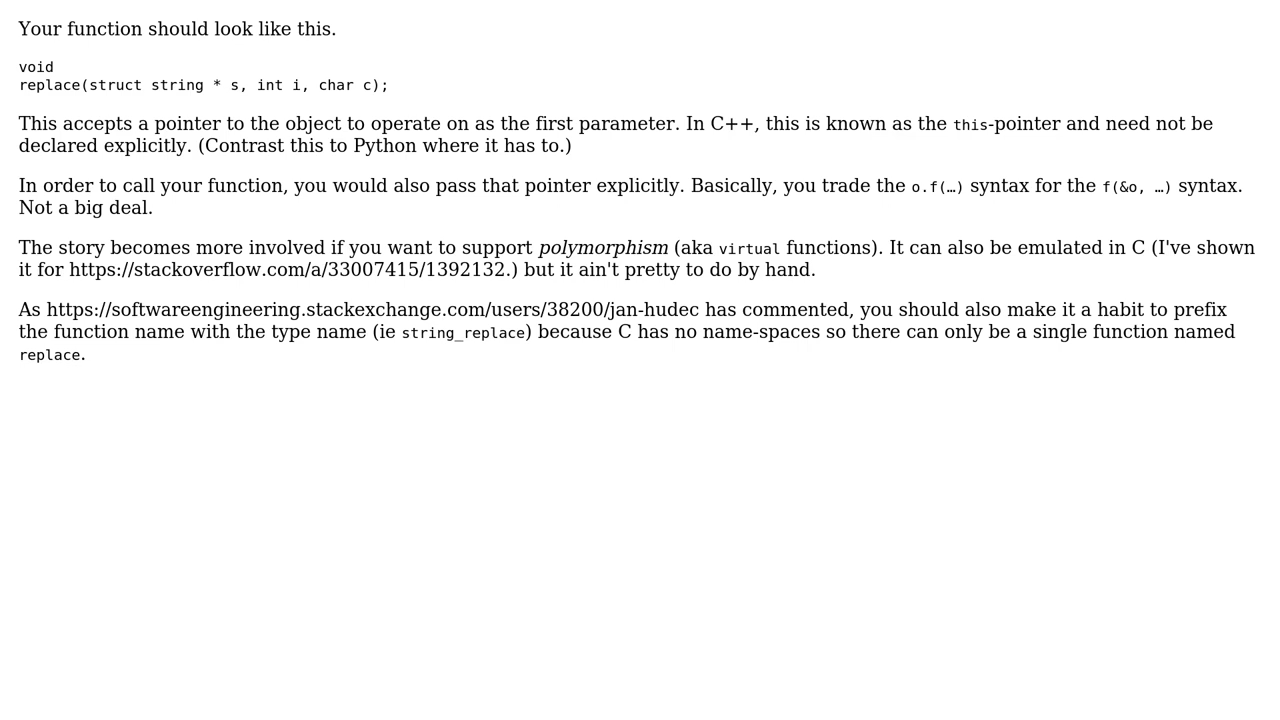 Your function should look like this.
void
replace(struct string * s, int i, char c);
This accepts a pointer to the object to operate on as the first parameter. In C++, this is known as the this-pointer and need not be
declared explicitly. (Contrast this to Python where it has to.)
In order to call your function, you would also pass that pointer explicitly. Basically, you trade the o.f(…) syntax for the f(&o, …) syntax.
Not a big deal.
The story becomes more involved if you want to support polymorphism (aka virtual functions). It can also be emulated in C (I've shown
it for https://stackoverflow.com/a/33007415/1392132.) but it ain't pretty to do by hand.
As https://softwareengineering.stackexchange.com/users/38200/jan-hudec has commented, you should also make it a habit to prefix
the function name with the type name (ie string_replace) because C has no name-spaces so there can only be a single function named
replace.